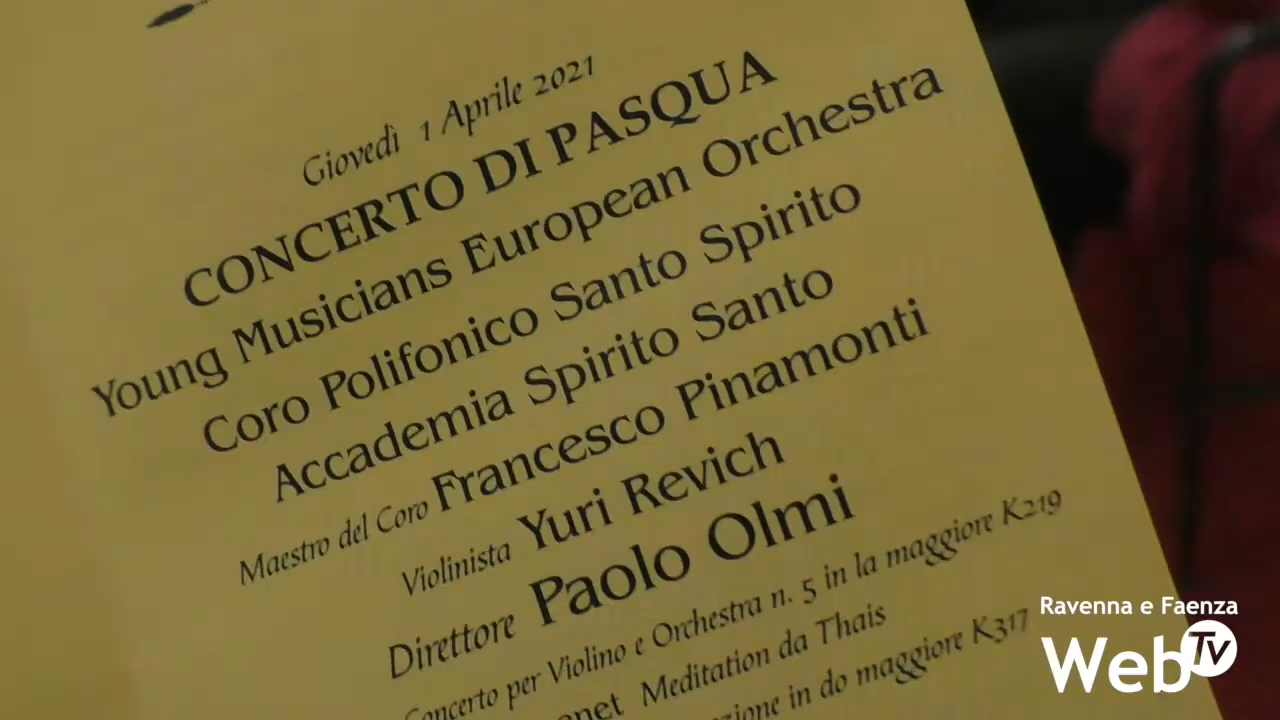 Giovedì 1 Aprile 2021
CONCERTO DI PASQUA
Young Musicians European Orchestra
Coro Polifonico Santo Spirito
Accademia Spirito Santo
Maestro del Coro Francesco Pinamonti
Violinista Yuri Revich
Direttore Paolo Olmi
Concerto per Violino e Orchestra n. 5 in la maggiore K219
Meditation da Thais
in do maggiore K317
Ravenna e Faenza
WebTv